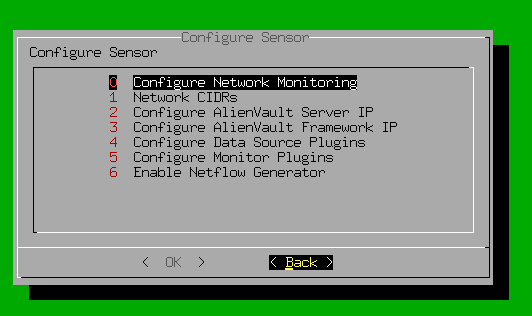 Configure Sensor
Configure Sensor
0 Configure Network Monitoring
1 Network CIDRs
2 Configure AlienVault Server IP
3 Configure AlienVault Framework IP
4 Configure Data Source Plugins
5 Configure Monitor Plugins
6 Enable Netflow Generator
< OK > < Back >